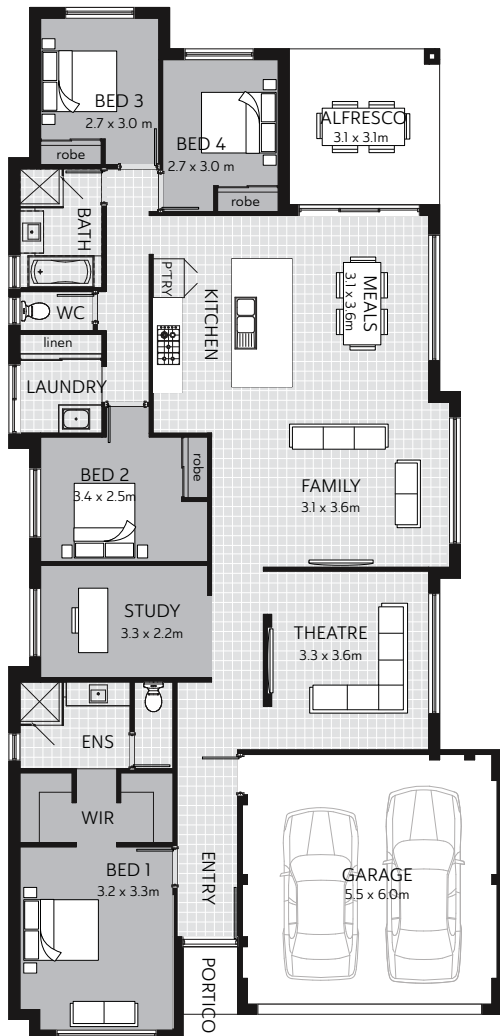 BED 3
2.7 x 3.0 m
robe
BED 4
2.7 x 3.0 m
robe
ALFRESCO
3.1 x 3.1m
BATH
WC
linen
LAUNDRY
P'TRY
KITCHEN
MEALS
3.1 x 3.6m
BED 2
3.4 x 2.5m
robe
FAMILY
3.1 x 3.6m
STUDY
3.3 x 2.2m
THEATRE
3.3 x 3.6m
ENS
WIR
BED 1
3.2 x 3.3m
ENTRY
GARAGE
5.5 x 6.0m
PORTICO